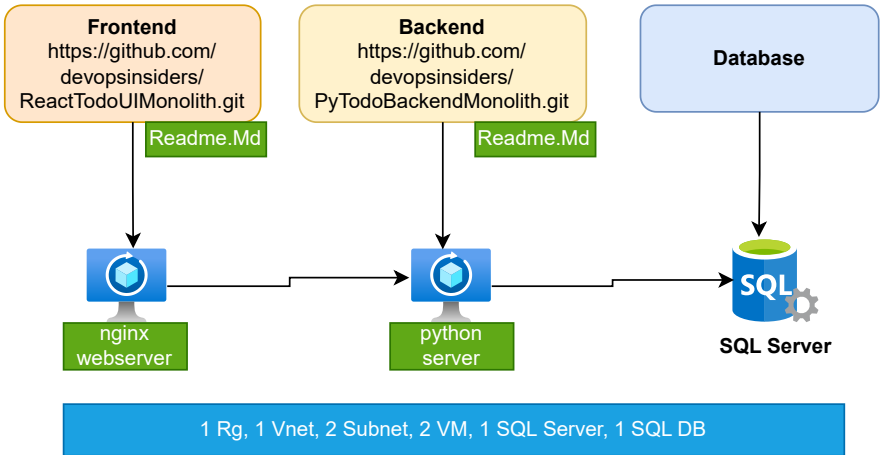 Frontend
https://github.com/
devopsinsiders/
ReactTodoUIMonolith.git
Readme.Md
Backend
https://github.com/
devopsinsiders/
PyTodoBackendMonolith.git
Readme.Md
Database
nginx
webserver
python
server
SQL
SQL Server
1 Rg, 1 Vnet, 2 Subnet, 2 VM, 1 SQL Server, 1 SQL DB